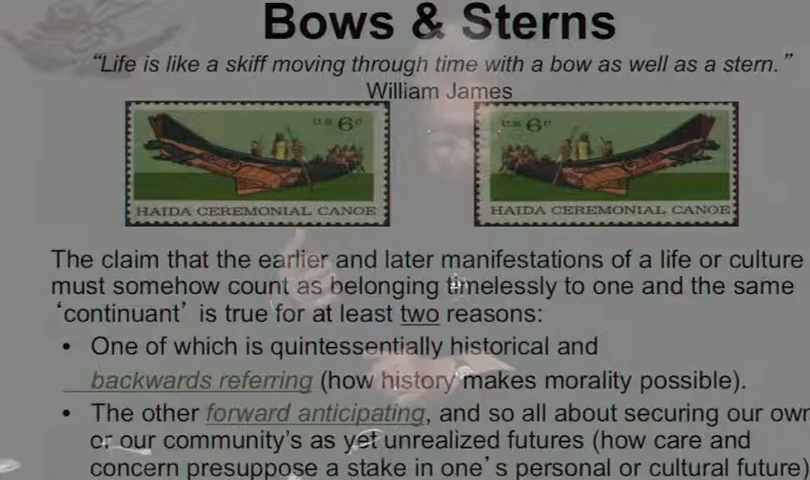 Bows & Sterns
“Life is like a skiff moving through time with a bow as well as a stern.”
William James
U.S. 6c
U.S. 6c
HAIDA CEREMONIAL CANOE
HAIDA CEREMONIAL CANOE
The claim that the earlier and later manifestations of a life or culture
must somehow count as belonging timelessly to one and the same
‘continuant’ is true for at least two reasons:
• One of which is quintessentially historical and
backwards referring (how history makes morality possible).
• The other forward anticipating, and so all about securing our own
or our community’s as yet unrealized futures (how care and
concern presuppose a stake in one’s personal or cultural future)